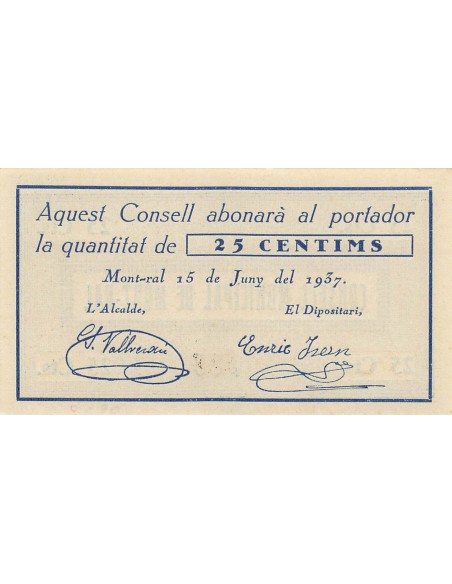 Aquest Consell abonarà al portador
la quantitat de 25 CENTIMS
Mont-ral 15 de Juny del 1937.
L'Alcalde, El Dipositari,
Enric Isern